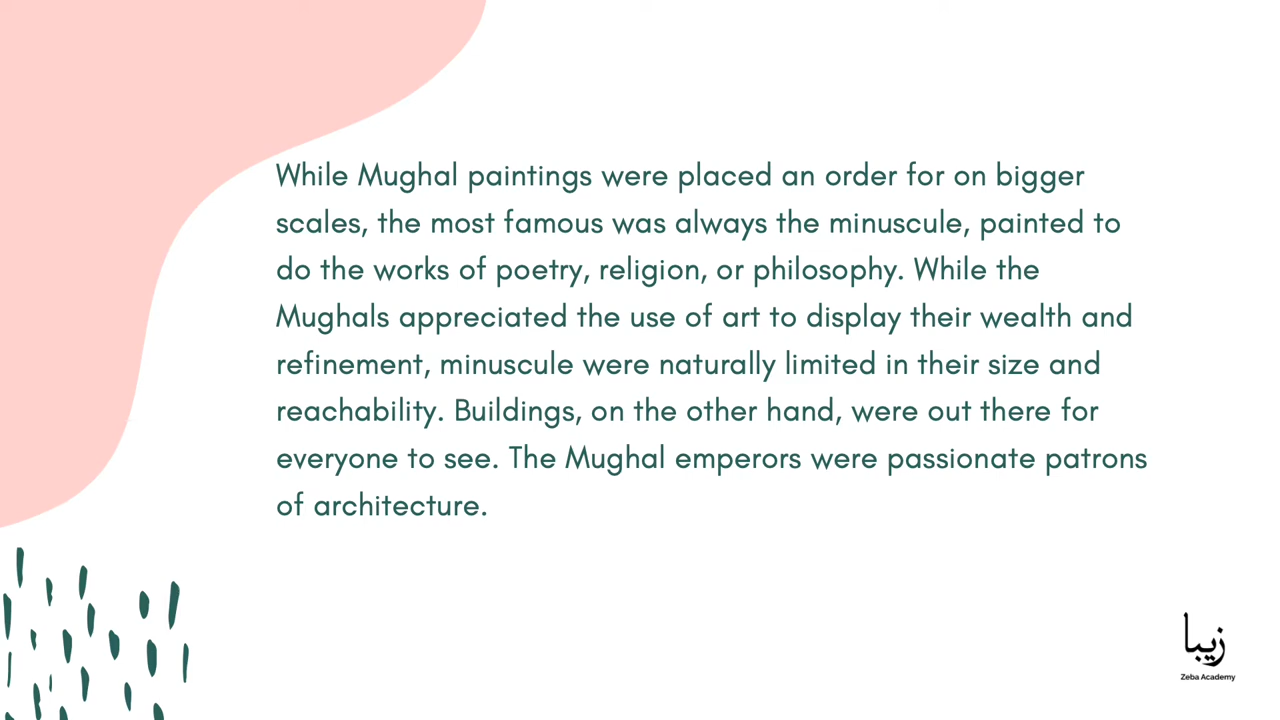 While Mughal paintings were placed an order for on bigger
scales, the most famous was always the minuscule, painted to
do the works of poetry, religion, or philosophy. While the
Mughals appreciated the use of art to display their wealth and
refinement, minuscule were naturally limited in their size and
reachability. Buildings, on the other hand, were out there for
everyone to see. The Mughal emperors were passionate patrons
of architecture.
زیبا
Zeba Academy